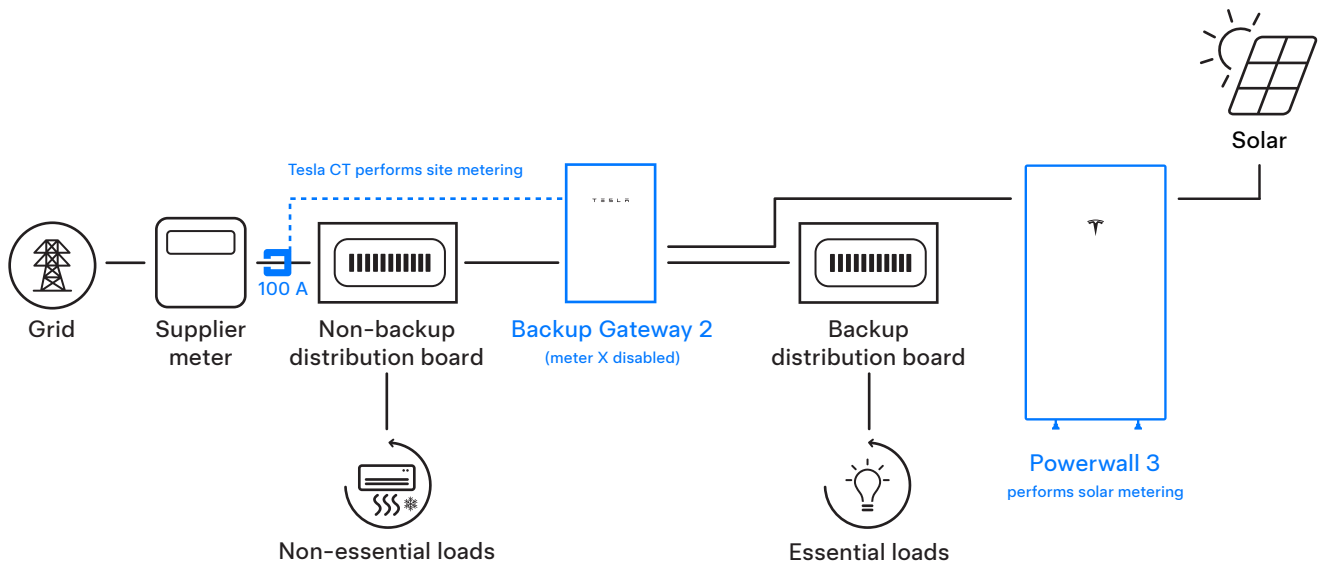 Solar
Tesla CT performs site metering
TESLA
100 A
Grid
Supplier
meter
Non-backup
distribution board
Backup Gateway 2
(meter X disabled)
Backup
distribution board
Powerwall 3
performs solar metering
Non-essential loads
Essential loads